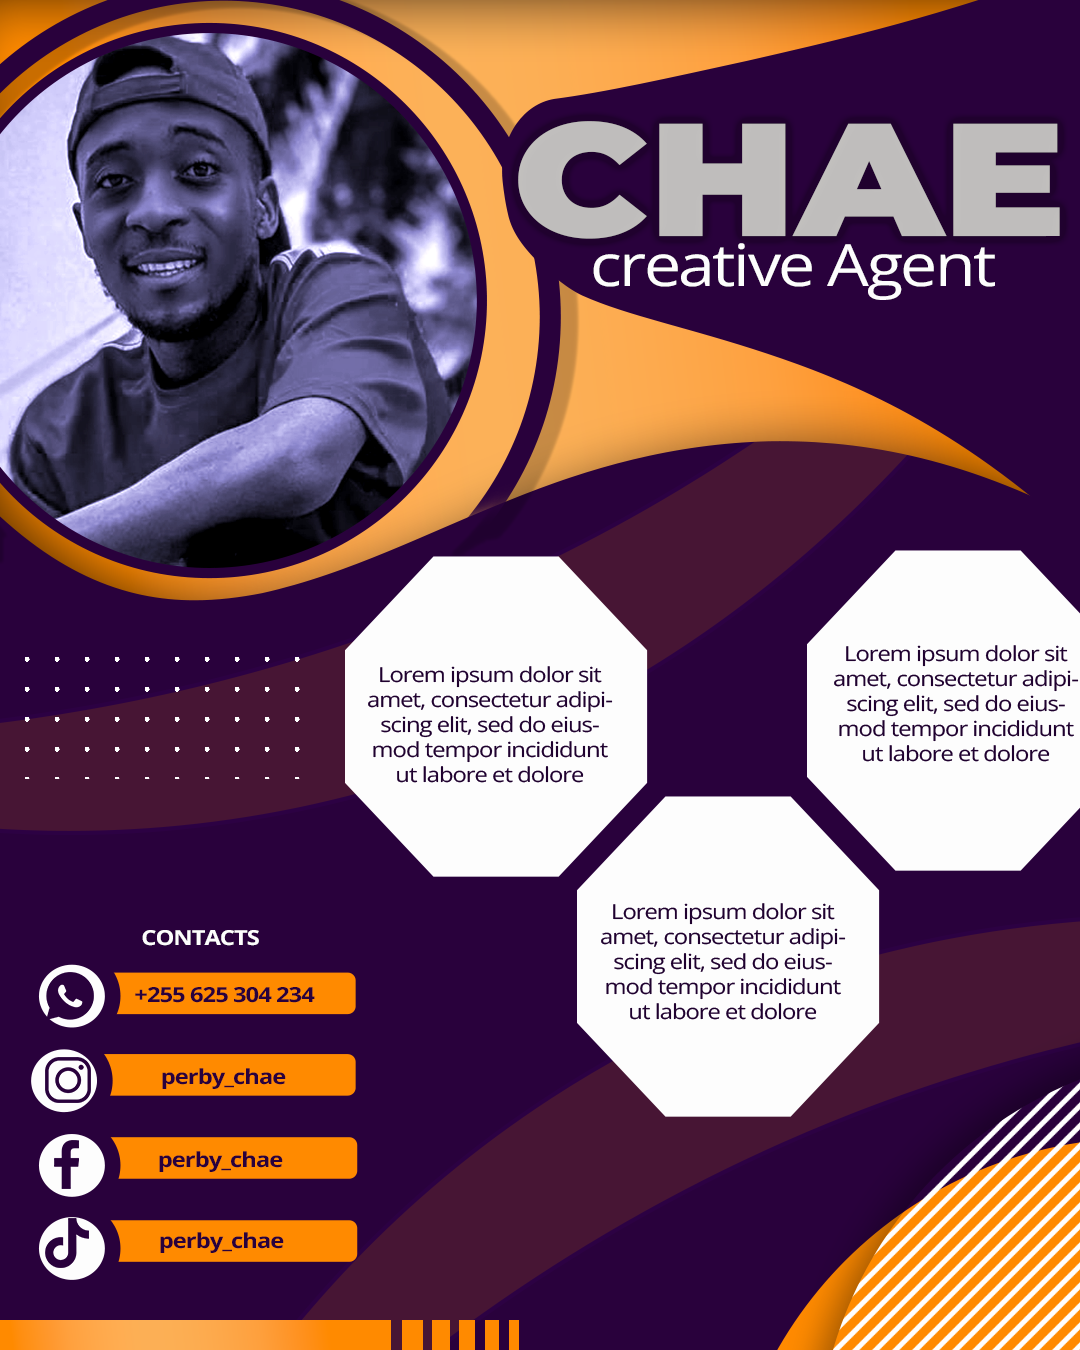 CHAE
creative Agent
Lorem ipsum dolor sit
amet, consectetur adipi-
scing elit, sed do eius-
mod tempor incididunt
ut labore et dolore
Lorem ipsum dolor sit
amet, consectetur adipi-
scing elit, sed do eius-
mod tempor incididunt
ut labore et dolore
Lorem ipsum dolor sit
amet, consectetur adipi-
scing elit, sed do eius-
mod tempor incididunt
ut labore et dolore
CONTACTS
+255 625 304 234
perby_chae
perby_chae
perby_chae